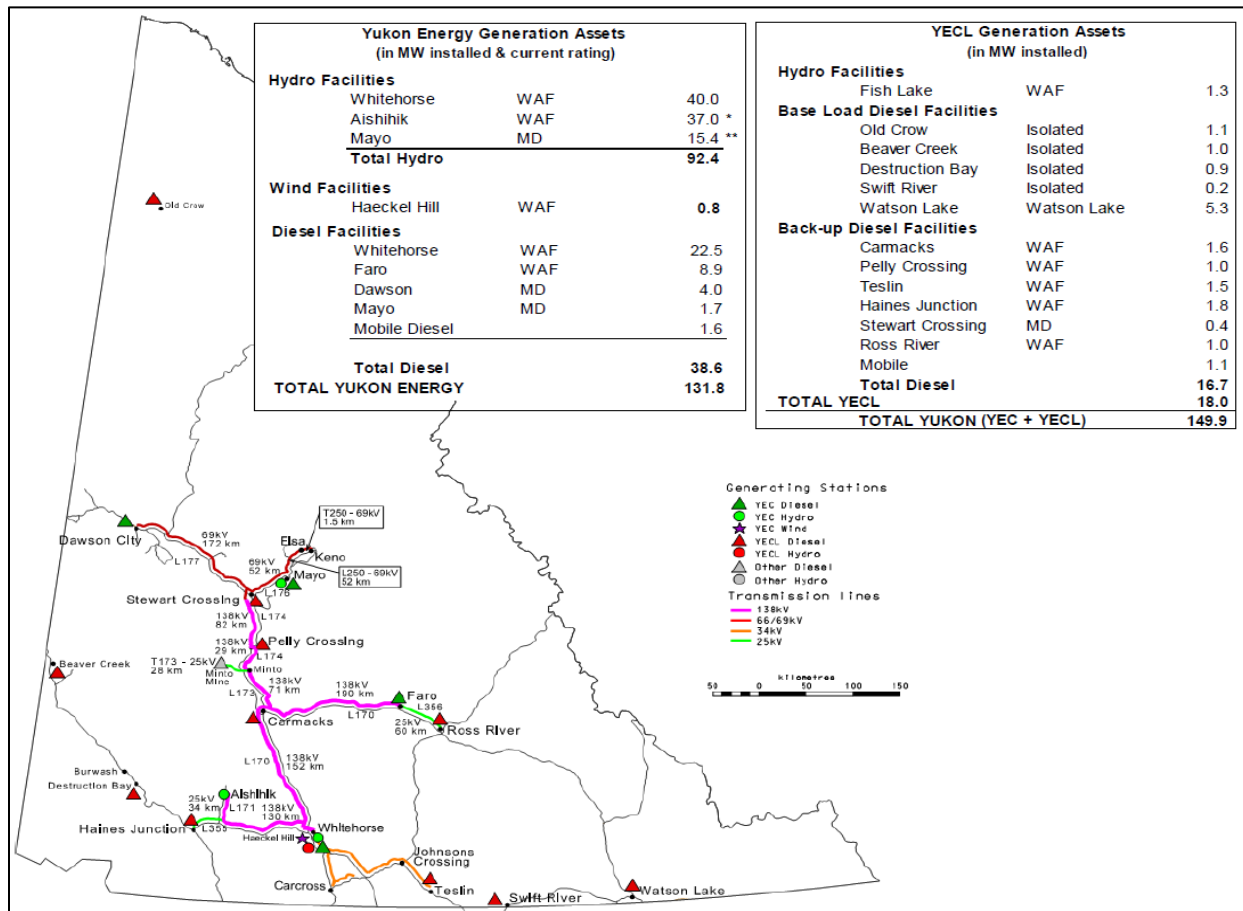 Yukon Energy Generation Assets
(in MW installed & current rating)
Hydro Facilities
Whitehorse WAF 40.0
Aishihik WAF 37.0 *
Mayo MD 15.4 **
Total Hydro 92.4
Wind Facilities
Haeckel Hill WAF 0.8
Diesel Facilities
Whitehorse WAF 22.5
Faro WAF 8.9
Dawson MD 4.0
Mayo MD 1.7
Mobile Diesel 1.6
Total Diesel 38.6
TOTAL YUKON ENERGY 131.8
YECL Generation Assets
(in MW installed)
Hydro Facilities
Fish Lake WAF 1.3
Base Load Diesel Facilities
Old Crow Isolated 1.1
Beaver Creek Isolated 1.0
Destruction Bay Isolated 0.9
Swift River Isolated 0.2
Watson Lake Watson Lake 5.3
Back-up Diesel Facilities
Carmacks WAF 1.6
Pelly Crossing WAF 1.0
Teslin WAF 1.5
Haines Junction WAF 1.8
Stewart Crossing MD 0.4
Ross River WAF 1.0
Mobile 1.1
Total Diesel 16.7
TOTAL YECL 18.0
TOTAL YUKON (YEC + YECL) 149.9
Old Crow
Generating Stations
YEC Diesel
YEC Hydro
YEC Wind
YECL Diesel
YECL Hydro
Other Diesel
Other Hydro
Transmission lines
138kV
66/69kV
34kV
25kV
kilometres
50 0 50 100 150
T250 - 69kV
1.5 km
Dawson City
69kV
172 km
L177
Elsa
Keno
69kV
52 km
L250 - 69kV
52 km
Mayo
L176
Stewart Crossing
L174
138kV
82 km
Pelly Crossing
138kV
29 km
L174
Beaver Creek
T173 - 25kV
28 km
Minto
Mine
Minto
138kV
71 km
L173
138kV
190 km
L170
Faro
L356
25kV
60 km
Ross River
Carmacks
L170
138kV
152 km
Burwash
Destruction Bay
Aishihik
25kV
34 km
L171
138kV
130 km
Haines Junction
L355
Whitehorse
Haeckel Hill
Johnsons
Crossing
Carcross
Teslin
Swift River
Watson Lake